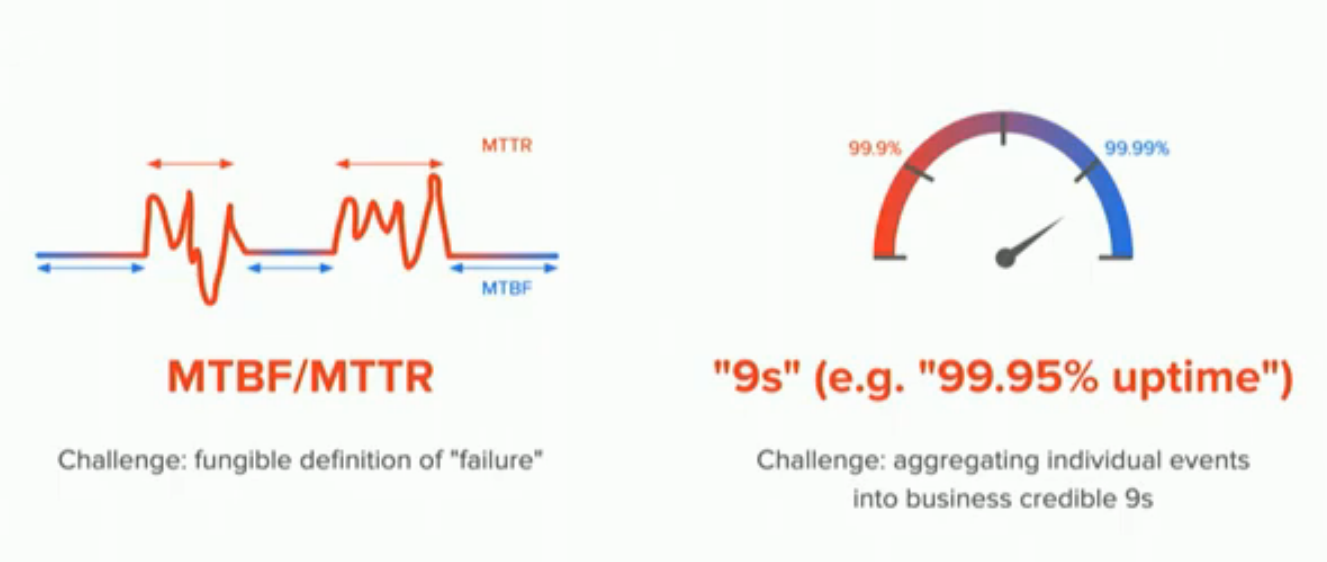 MTTR
MTBF
MTBF/MTTR
Challenge: fungible definition of "failure"
99.9%
99.99%
"9s" (e.g. "99.95% uptime")
Challenge: aggregating individual events
into business credible 9s